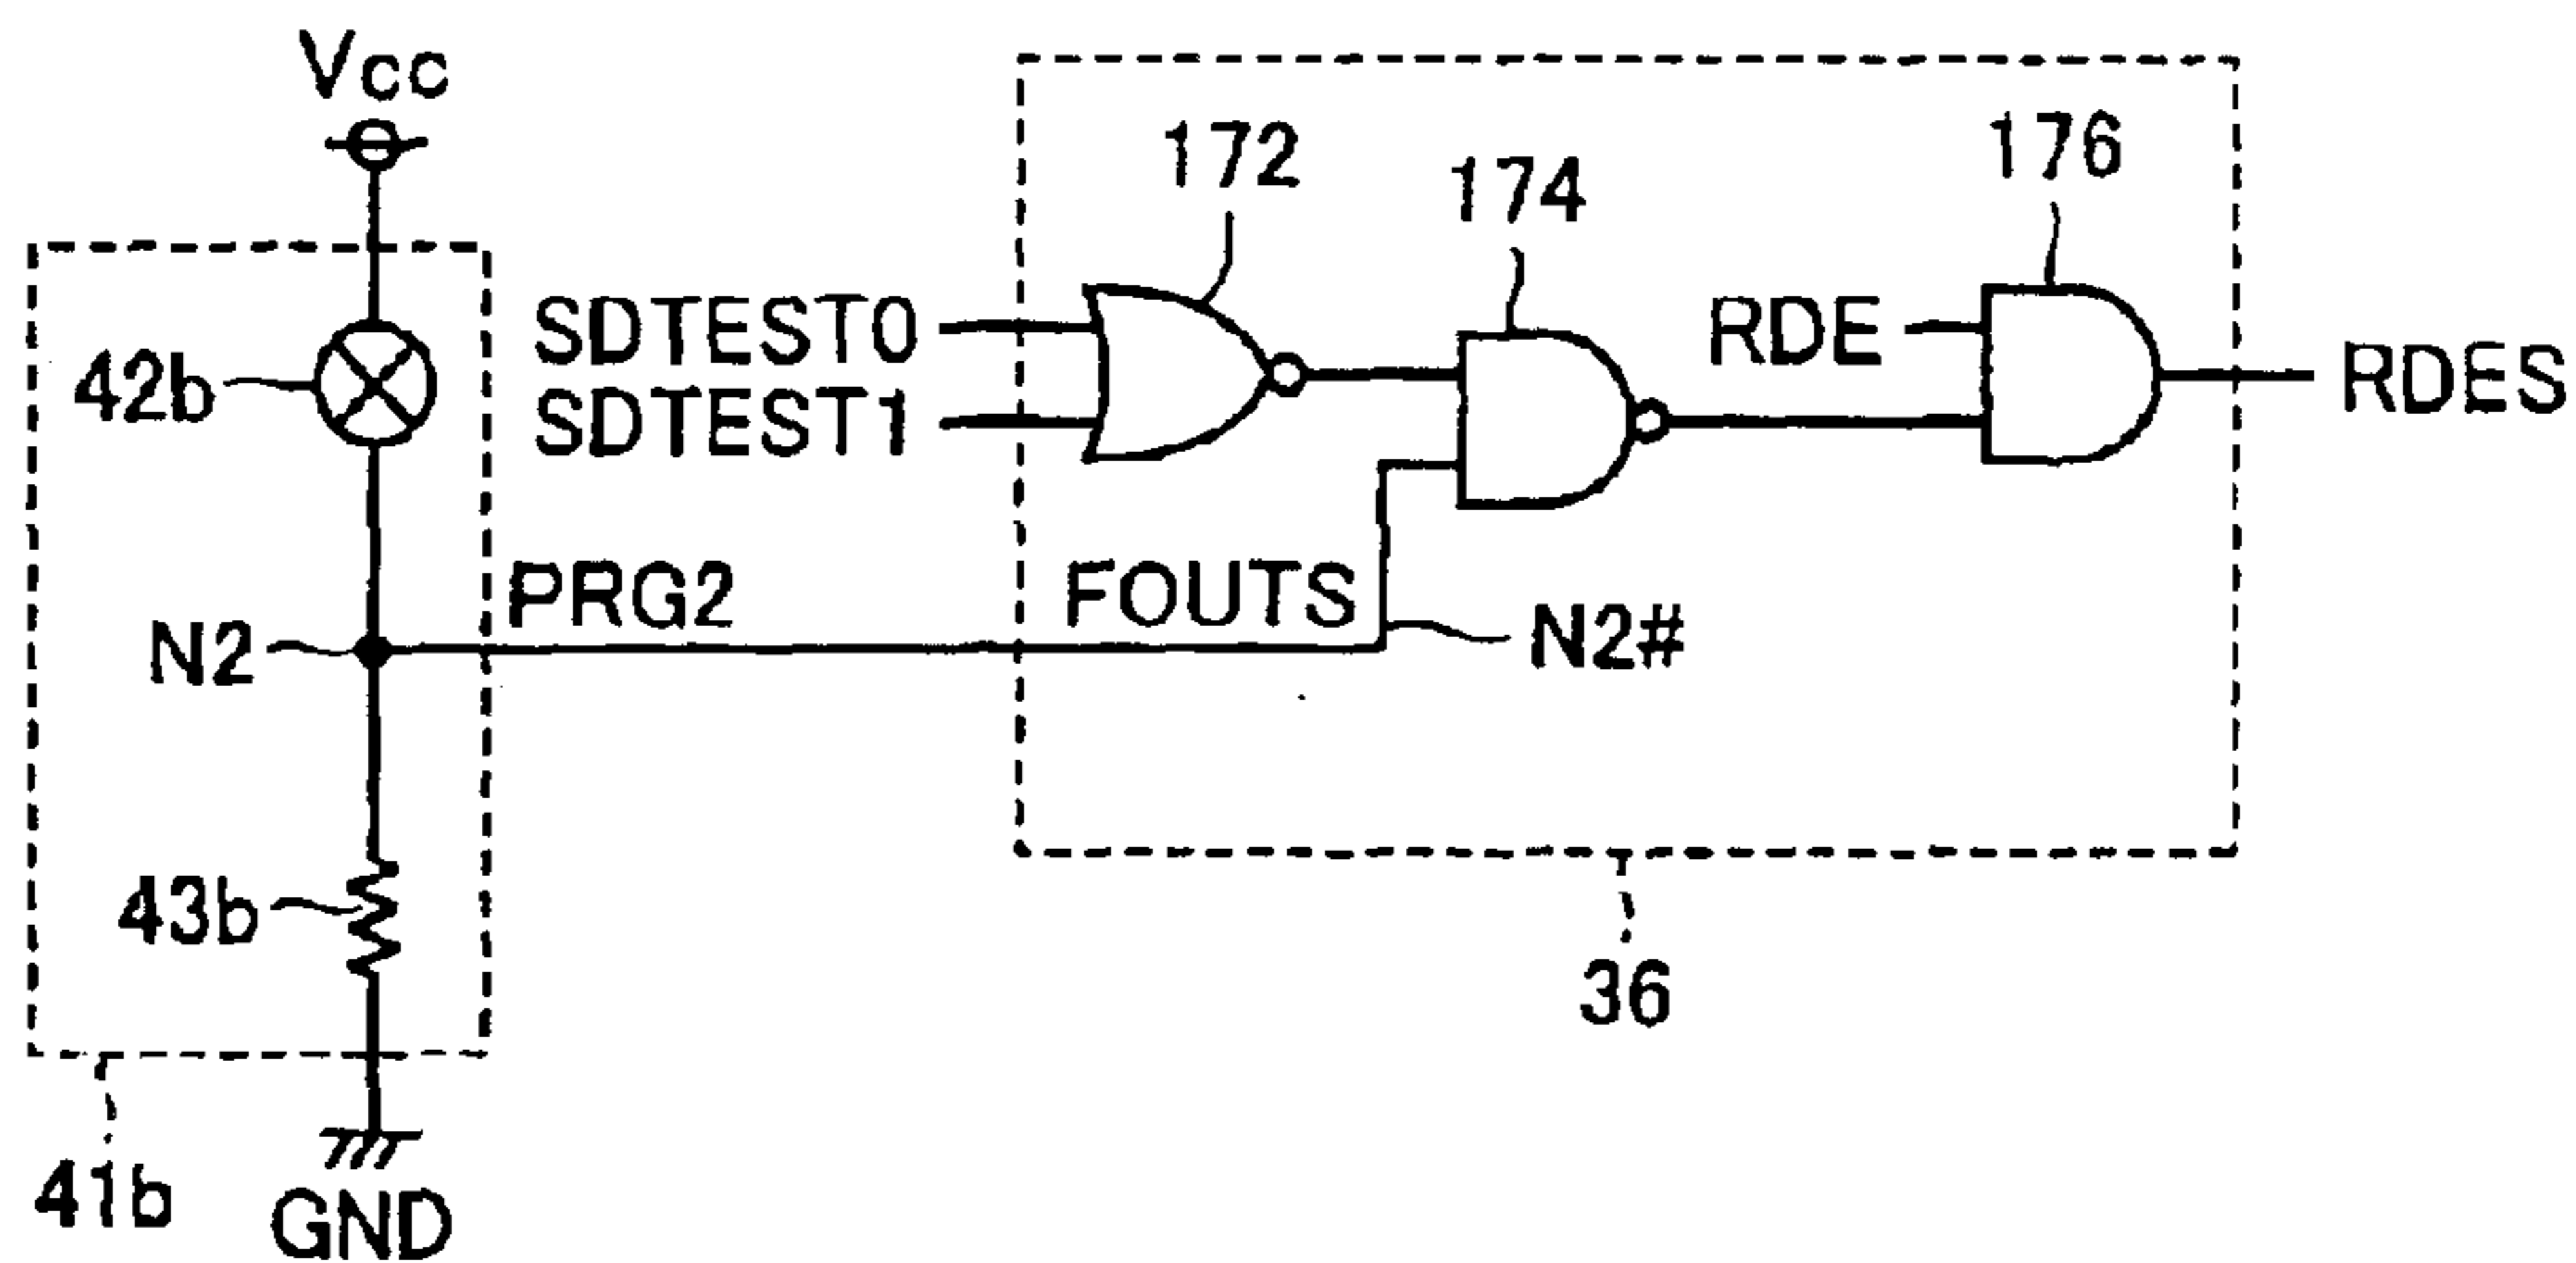 Vcc
172
174
176
SDTEST0
RDE
RDES
42b
SDTEST1
PRG2
FOUTS
N2
N2#
43b
36
41b
GND